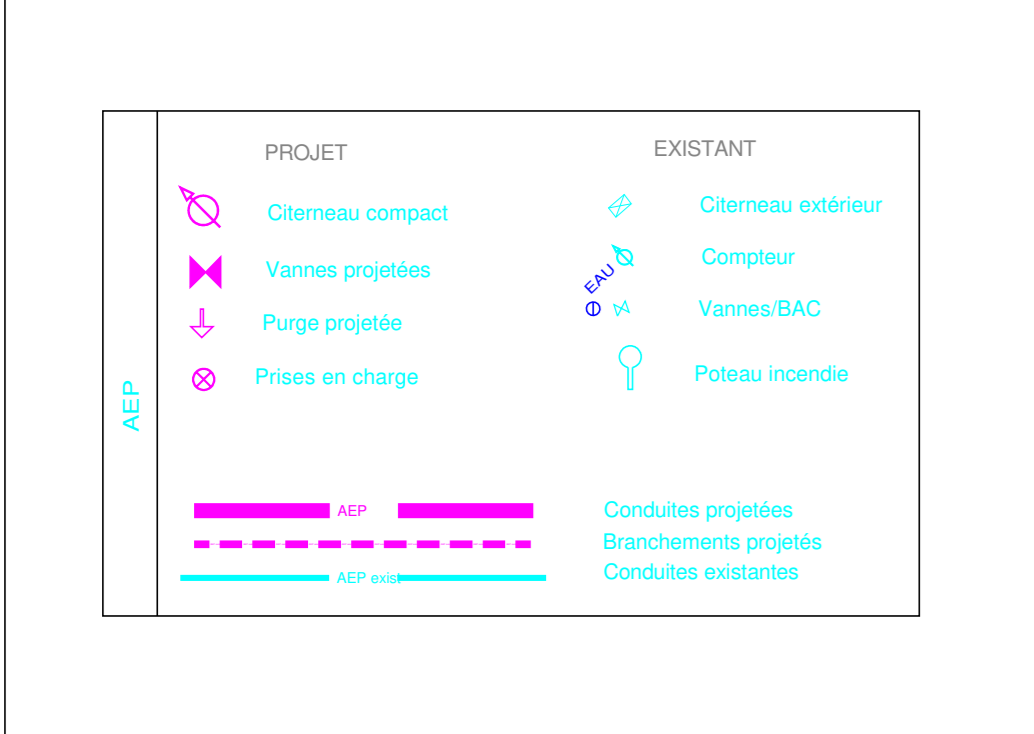 AEP
PROJET
Citerneau compact
Vannes projetées
Purge projetée
Prises en charge
EXISTANT
Citerneau extérieur
Compteur
EAU
Vannes/BAC
Poteau incendie
AEP
Conduites projetées
Branchements projetés
AEP exist
Conduites existantes